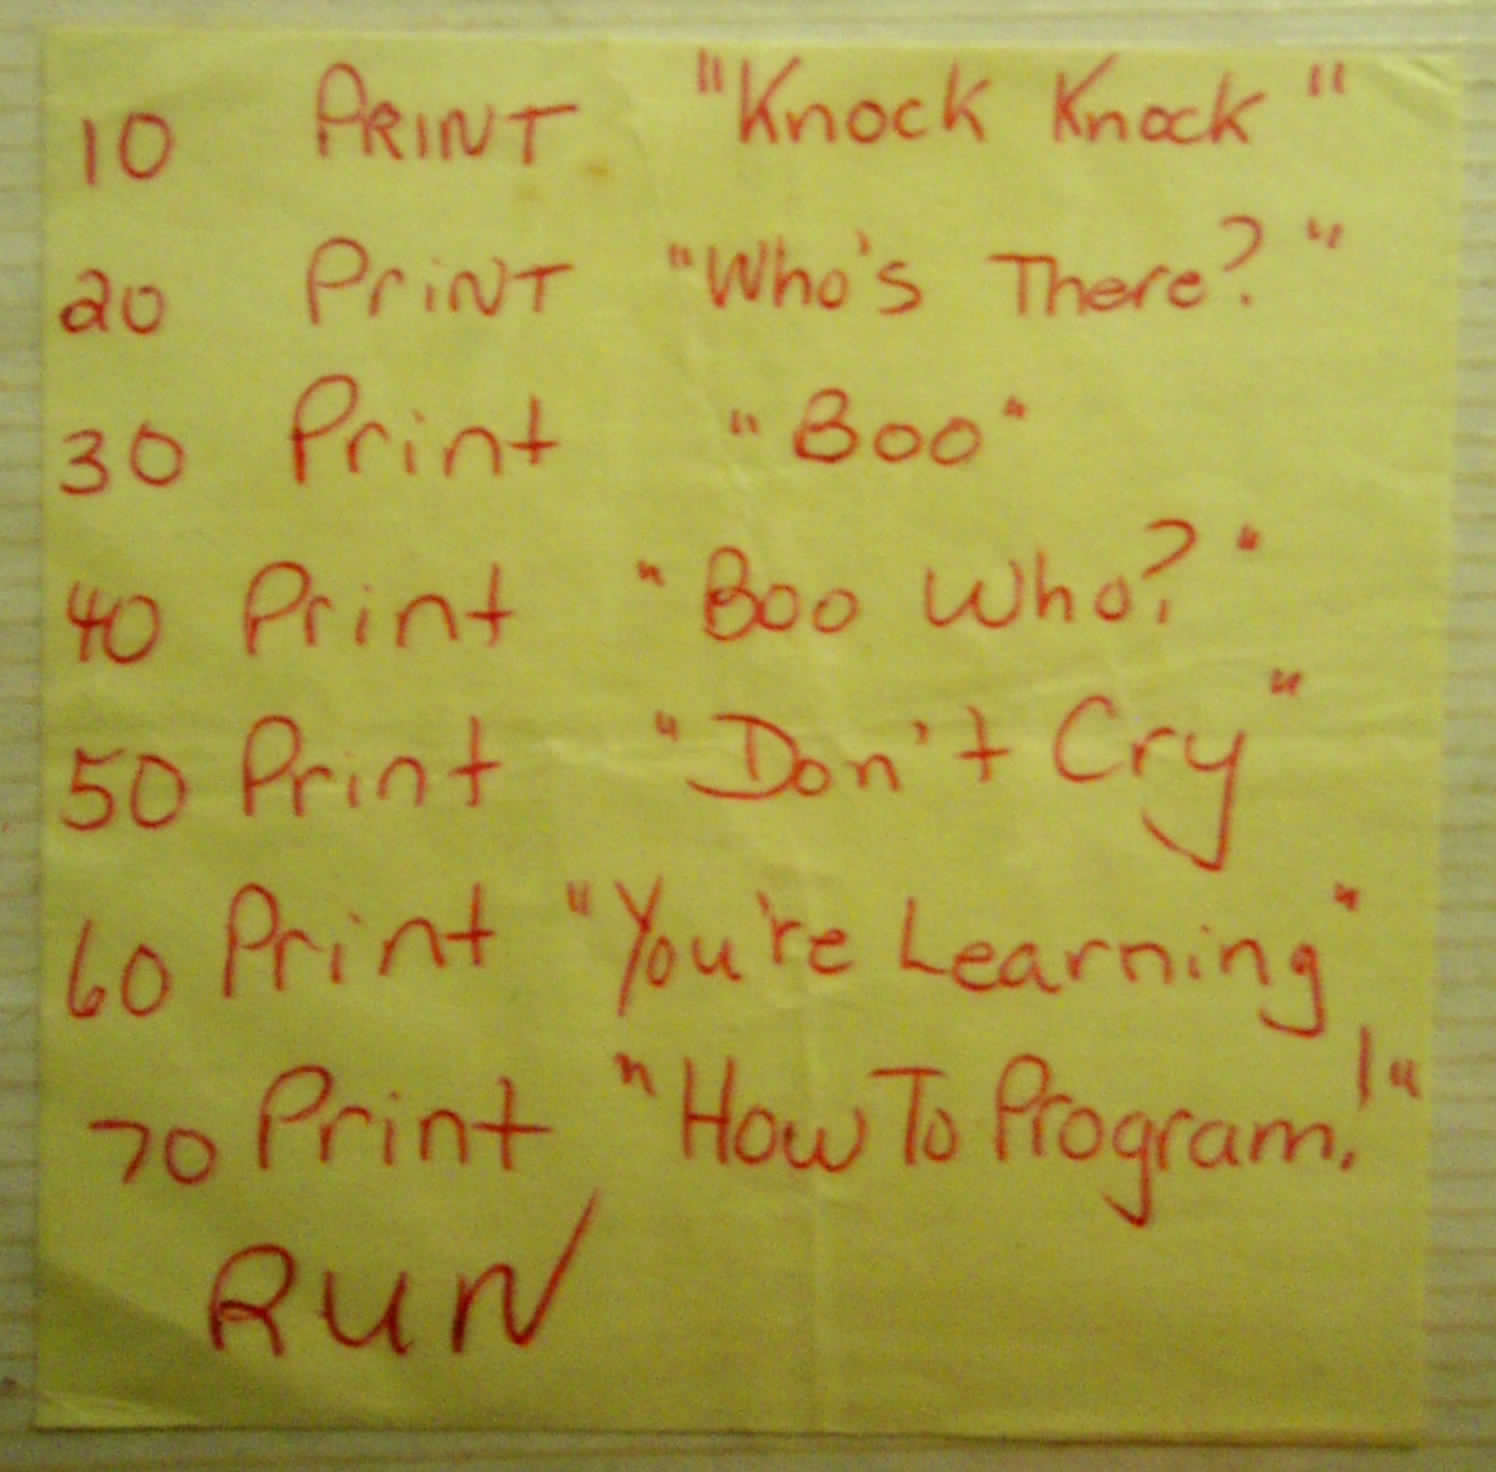 10 PRINT "Knock Knock"
20 PriNT "Who's There?"
30 Print "Boo"
40 Print "Boo Who?"
50 Print "Don't Cry"
60 Print "You're Learning"
70 Print "How To Program!"
RUN